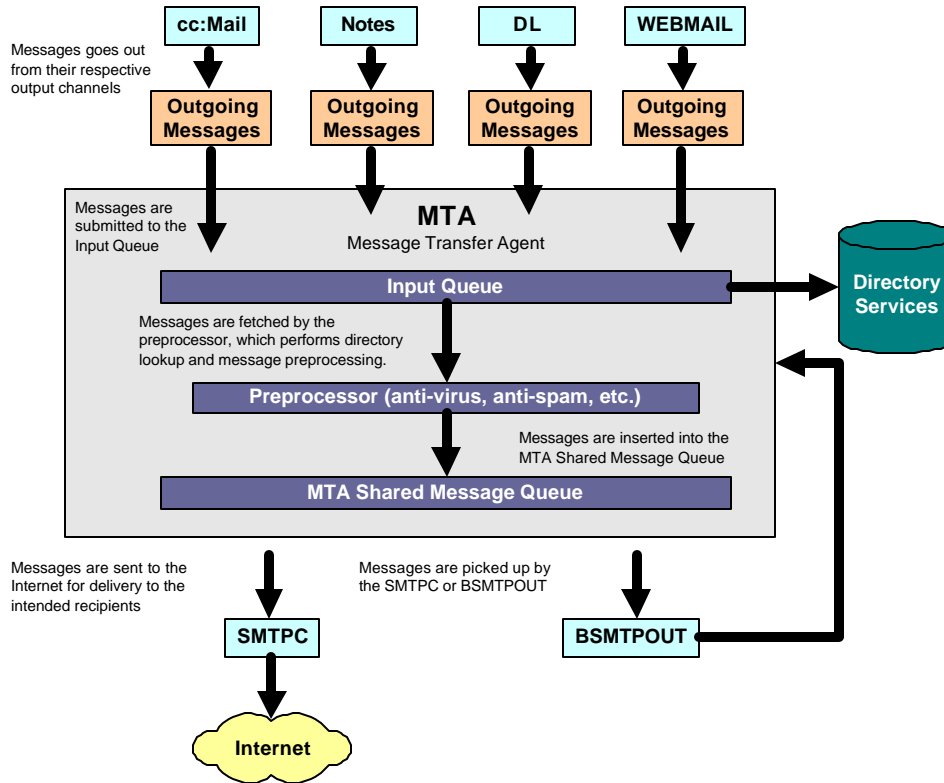 cc:Mail
Notes
DL
WEBMAIL
Messages goes out
from their respective
output channels
Outgoing
Messages
Outgoing
Messages
Outgoing
Messages
Outgoing
Messages
Messages are
submitted to the
Input Queue
MTA
Message Transfer Agent
Input Queue
Directory
Services
Messages are fetched by the
preprocessor, which performs directory
lookup and message preprocessing.
Preprocessor (anti-virus, anti-spam, etc.)
Messages are inserted into the
MTA Shared Message Queue
MTA Shared Message Queue
Messages are sent to the
Internet for delivery to the
intended recipients
Messages are picked up by
the SMTPC or BSMTPOUT
SMTPC
BSMTPOUT
Internet